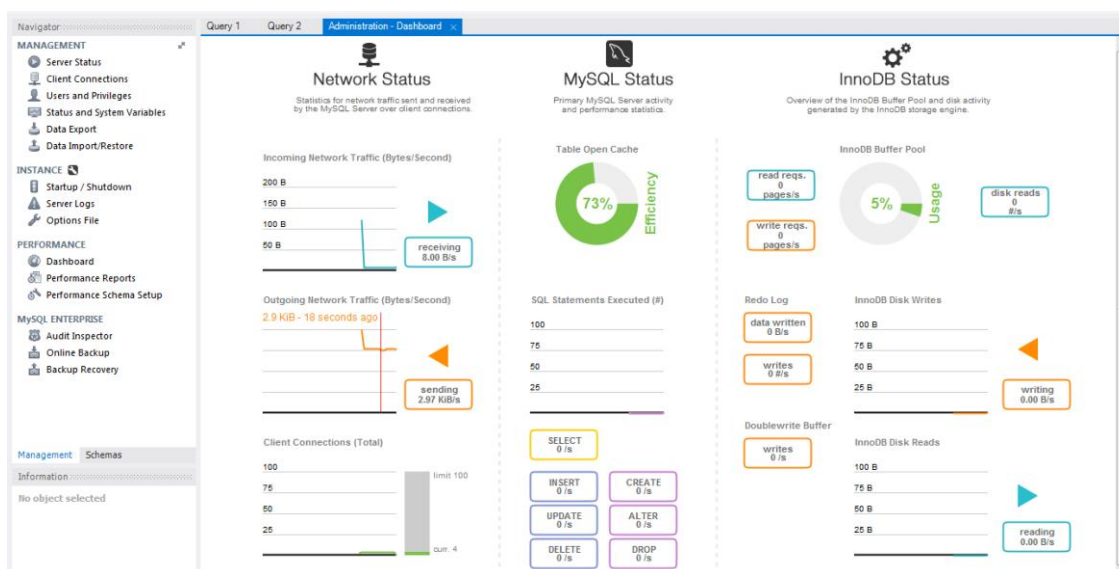 Navigator
MANAGEMENT
Server Status
Client Connections
Users and Privileges
Status and System Variables
Data Export
Data Import/Restore
INSTANCE
Startup / Shutdown
Server Logs
Options File
PERFORMANCE
Dashboard
Performance Reports
Performance Schema Setup
MySQL ENTERPRISE
Audit Inspector
Online Backup
Backup Recovery
Management Schemas
Information
No object selected
Query 1 Query 2 Administration - Dashboard ×
Network Status
Statistics for network traffic sent and received
by the MySQL Server over client connections.
Incoming Network Traffic (Bytes/Second)
200 B
150 B
100 B
50 B
receiving
8.00 B/s
Outgoing Network Traffic (Bytes/Second)
2.9 KiB - 18 seconds ago
sending
2.97 KiB/s
Client Connections (Total)
100
75
50
25
limit 100
curr. 4
MySQL Status
Primary MySQL Server activity
and performance statistics.
Table Open Cache
73%
Efficiency
SQL Statements Executed (#)
100
75
50
25
SELECT
0 /s
INSERT
0 /s
CREATE
0 /s
UPDATE
0 /s
ALTER
0 /s
DELETE
0 /s
DROP
0 /s
InnoDB Status
Overview of the InnoDB Buffer Pool and disk activity
generated by the InnoDB storage engine.
InnoDB Buffer Pool
read reqs.
0
pages/s
write reqs.
0
pages/s
5%
Usage
disk reads
0
#/s
Redo Log
data written
0 B/s
writes
0 #/s
InnoDB Disk Writes
100 B
75 B
50 B
25 B
writing
0.00 B/s
Doublewrite Buffer
writes
0 /s
InnoDB Disk Reads
100 B
75 B
50 B
25 B
reading
0.00 B/s